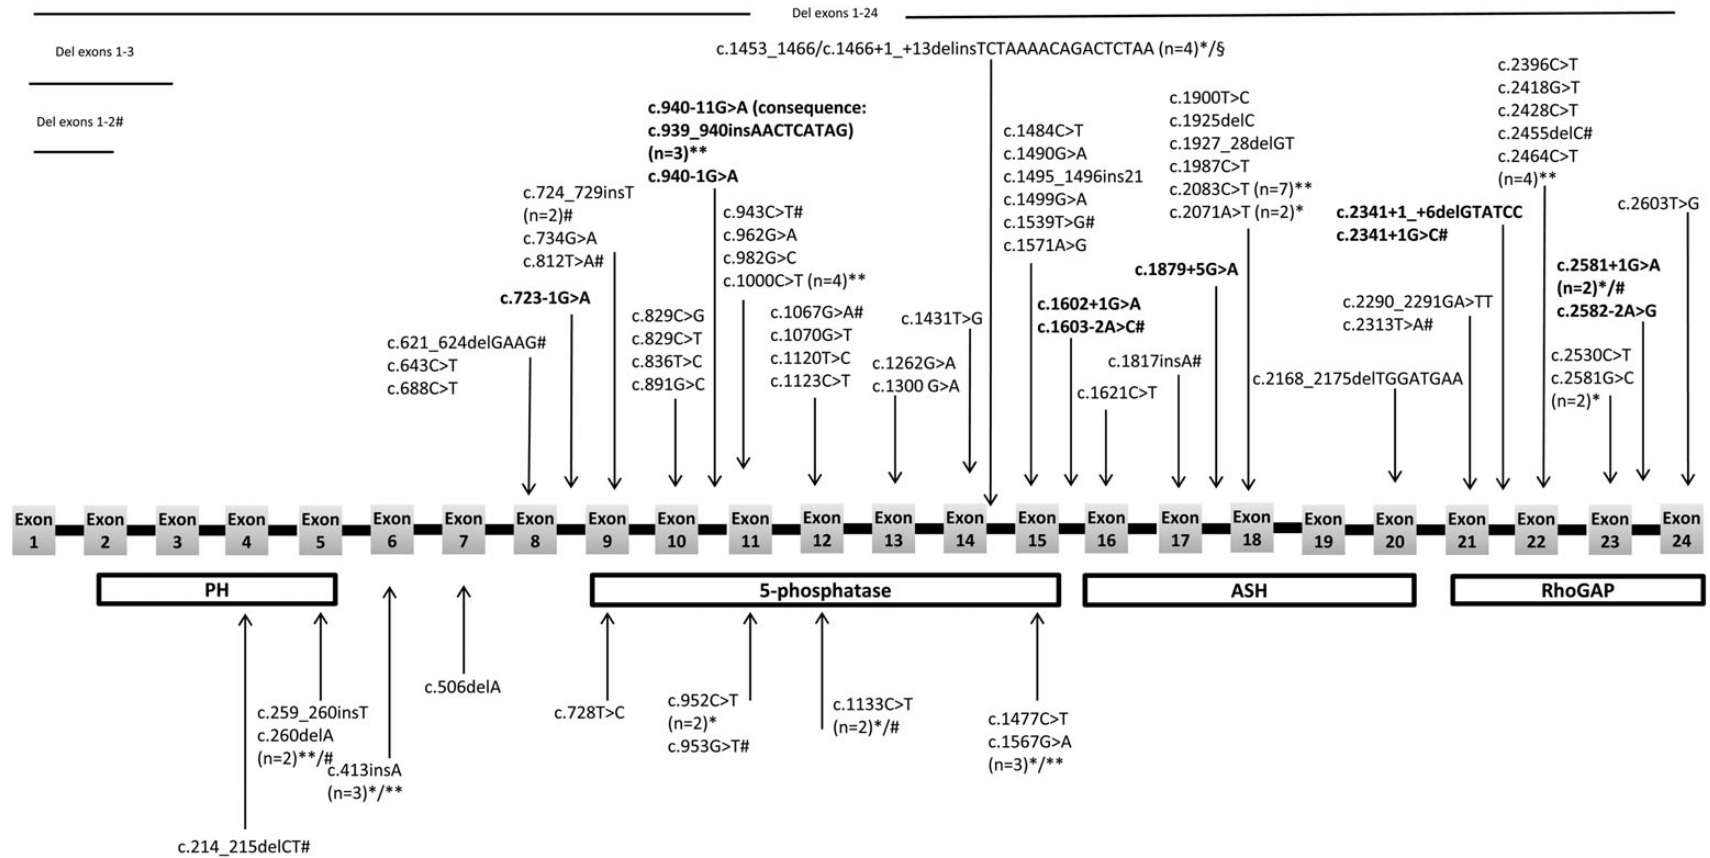 Del exons 1-24
Del exons 1-3
Del exons 1-2#
c.1453_1466/c.1466+1_+13delinsTCTAAAACAGACTCTAA (n=4)*/§
c.940-11G>A (consequence:
c.939_940insAACTCATAG)
(n=3)**
c.940-1G>A
c.724_729insT
(n=2)#
c.734G>A
c.812T>A#
c.723-1G>A
c.621_624delGAAG#
c.643C>T
c.688C>T
c.829C>G
c.829C>T
c.836T>C
c.891G>C
c.943C>T#
c.962G>A
c.982G>C
c.1000C>T (n=4)**
c.1067G>A#
c.1070G>T
c.1120T>C
c.1123C>T
c.1262G>A
c.1300 G>A
c.1431T>G
c.1484C>T
c.1490G>A
c.1495_1496ins21
c.1499G>A
c.1539T>G#
c.1571A>G
c.1602+1G>A
c.1603-2A>C#
c.1621C>T
c.1817insA#
c.1879+5G>A
c.1900T>C
c.1925delC
c.1927_28delGT
c.1987C>T
c.2083C>T (n=7)**
c.2071A>T (n=2)*
c.2168_2175delTGGATGAA
c.2290_2291GA>TT
c.2313T>A#
c.2341+1_+6delGTATCC
c.2341+1G>C#
c.2396C>T
c.2418G>T
c.2428C>T
c.2455delC#
c.2464C>T
(n=4)**
c.2530C>T
c.2581G>C
(n=2)*
c.2581+1G>A
(n=2)*/#
c.2582-2A>G
c.2603T>G
Exon
1
Exon
2
Exon
3
Exon
4
Exon
5
Exon
6
Exon
7
Exon
8
Exon
9
Exon
10
Exon
11
Exon
12
Exon
13
Exon
14
Exon
15
Exon
16
Exon
17
Exon
18
Exon
19
Exon
20
Exon
21
Exon
22
Exon
23
Exon
24
PH
5-phosphatase
ASH
RhoGAP
c.214_215delCT#
c.259_260insT
c.260delA
(n=2)**/#
c.413insA
(n=3)*/**
c.506delA
c.728T>C
c.952C>T
(n=2)*
c.953G>T#
c.1133C>T
(n=2)*/#
c.1477C>T
c.1567G>A
(n=3)*/**